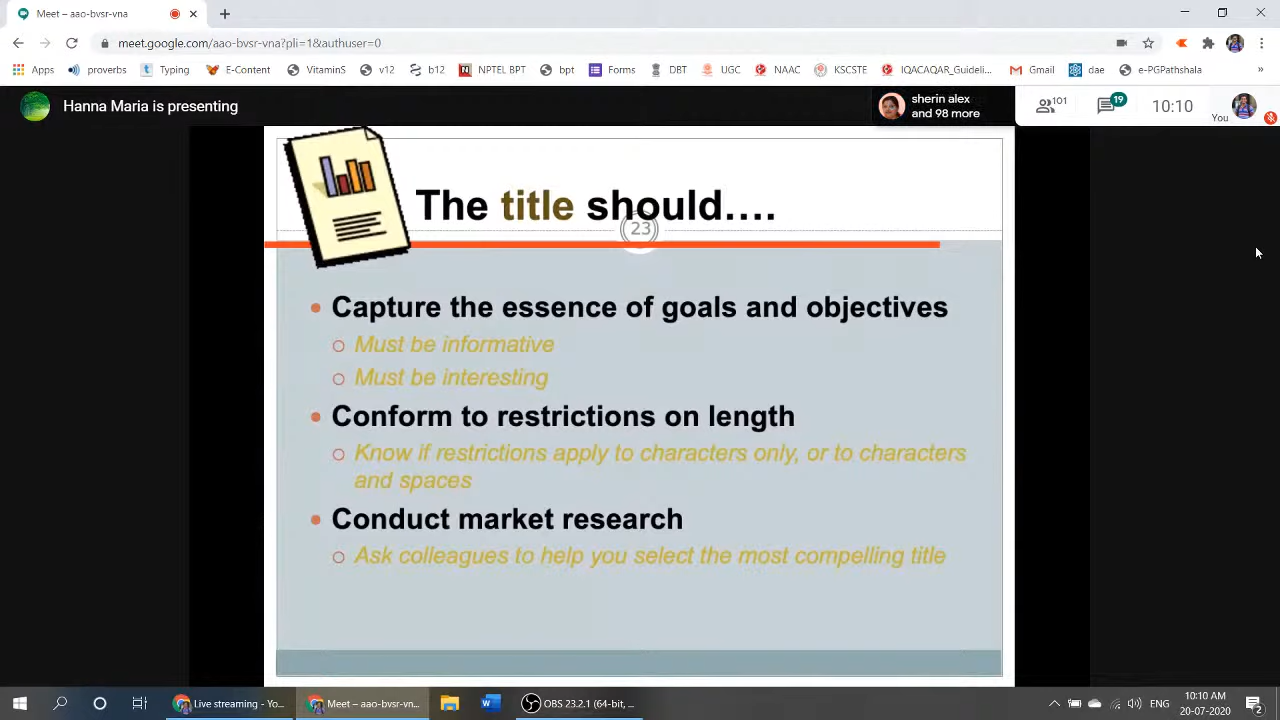 Meet – aao-bvsr-vna
meet.google.com/aao-bvsr-vna?pli=1&authuser=0
Apps proverbs Typing E-Content VitaminS v12 b12 NPTEL BPT bpt Forms DBT UGC NAAC KSCSTE IQACAQAR_Guideli... Gmail dae e-PGPathshala »
Hanna Maria is presenting
sherin alex
and 98 more
101
19
10:10
You
The title should....
23
Capture the essence of goals and objectives
Must be informative
Must be interesting
Conform to restrictions on length
Know if restrictions apply to characters only, or to characters
and spaces
Conduct market research
Ask colleagues to help you select the most compelling title
Live streaming - Yo...
Meet – aao-bvsr-vn...
OBS 23.2.1 (64-bit, ...
ENG
10:10 AM
20-07-2020
2